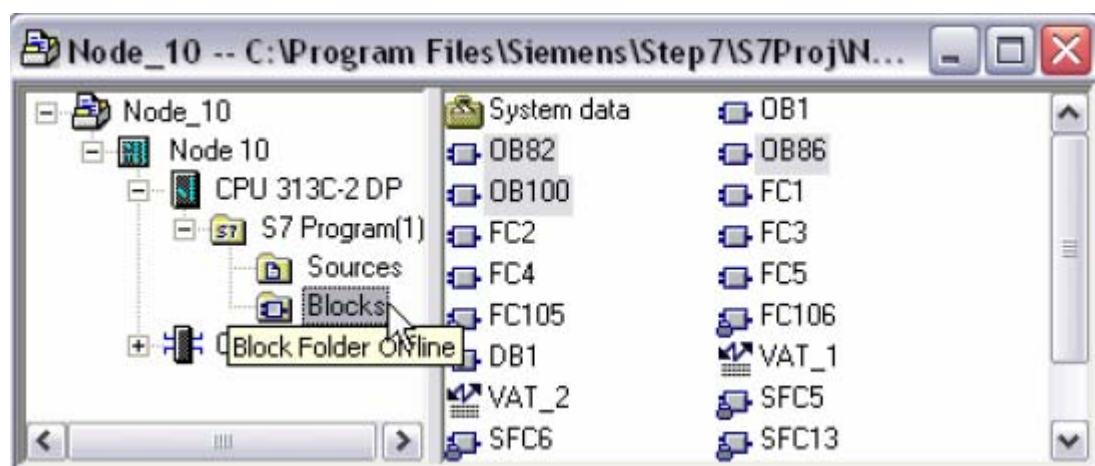 Node_10 -- C:\Program Files\Siemens\Step7\S7Proj\N...
Node_10
Node 10
CPU 313C-2 DP
S7 Program(1)
Sources
Blocks
Block Folder Offline
System data OB1
OB82 OB86
OB100 FC1
FC2 FC3
FC4 FC5
FC105 FC106
DB1 VAT_1
VAT_2 SFC5
SFC6 SFC13